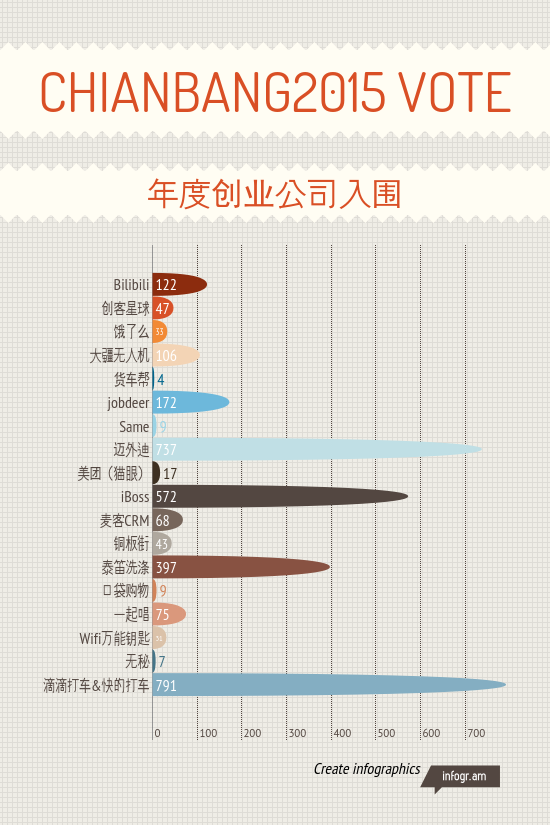 CHIANBANG2015 VOTE
年度创业公司入围
Bilibili 122
创客星球 47
饿了么 33
大疆无人机 106
货车帮 4
jobdeer 172
Same 9
迈外迪 737
美团（猫眼） 17
iBoss 572
麦客CRM 68
铜板街 43
泰笛洗涤 397
袋购物 9
一起唱 75
Wifi万能钥匙 31
无秘 7
滴滴打车&快的打车 791
0 100 200 300 400 500 600 700
Create infographics infogr.am